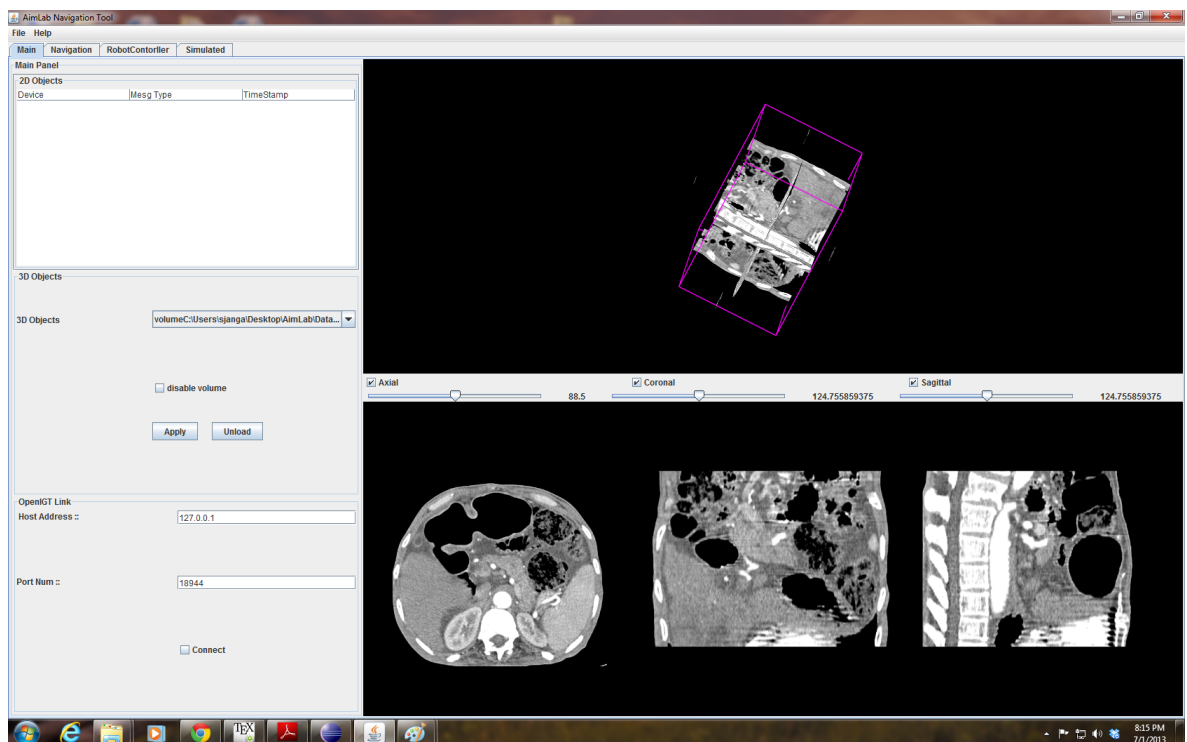 AimLab Navigation Tool
File Help
Main Navigation RobotContorller Simulated
Main Panel
2D Objects
Device Mesg Type TimeStamp
3D Objects
3D Objects volumeC:\Users\sjanga\Desktop\AimLab\Data...
disable volume
Apply Unload
Axial 88.5 Coronal 124.755859375 Sagittal 124.755859375
OpenIGT Link
Host Address :: 127.0.0.1
Port Num :: 18944
Connect
TEX
8:15 PM
7/1/2013